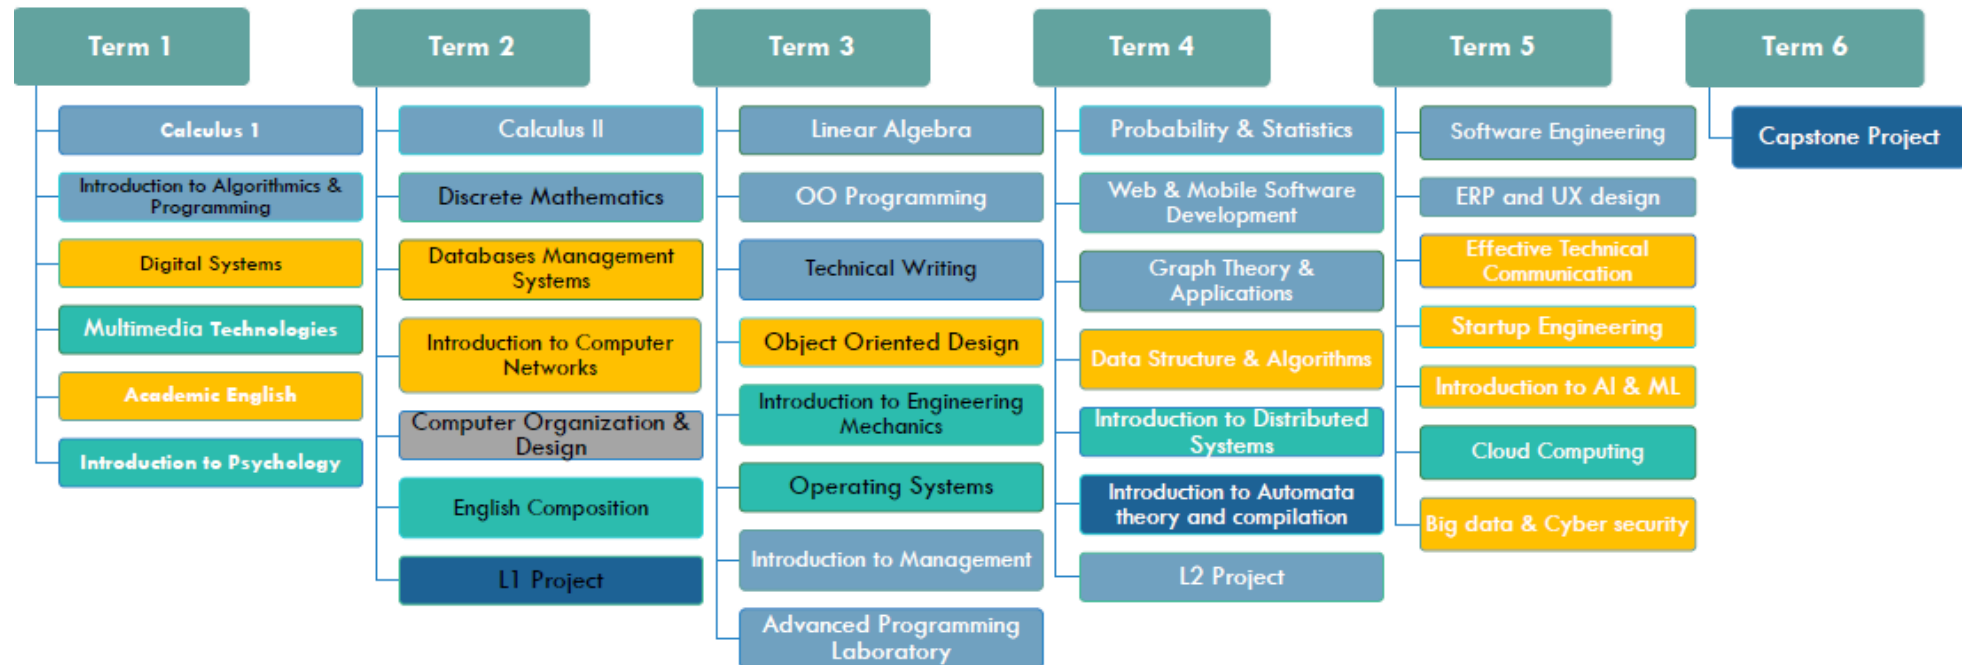 Term 1
Calculus 1
Introduction to Algorithmics &
Programming
Digital Systems
Multimedia Technologies
Academic English
Introduction to Psychology
Term 2
Calculus II
Discrete Mathematics
Databases Management
Systems
Introduction to Computer
Networks
Computer Organization &
Design
English Composition
L1 Project
Term 3
Linear Algebra
OO Programming
Technical Writing
Object Oriented Design
Introduction to Engineering
Mechanics
Operating Systems
Introduction to Management
Advanced Programming
Laboratory
Term 4
Probability & Statistics
Web & Mobile Software
Development
Graph Theory &
Applications
Data Structure & Algorithms
Introduction to Distributed
Systems
Introduction to Automata
theory and compilation
L2 Project
Term 5
Software Engineering
ERP and UX design
Effective Technical
Communication
Startup Engineering
Introduction to AI & ML
Cloud Computing
Big data & Cyber security
Term 6
Capstone Project